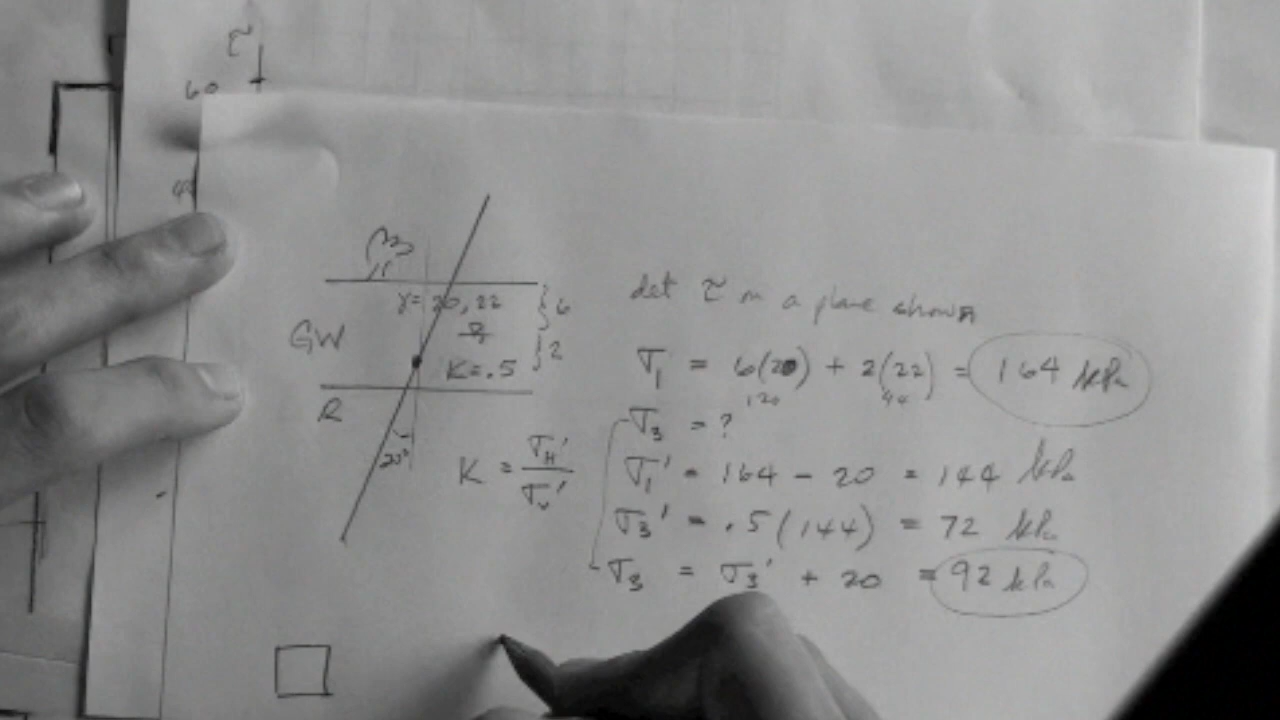 τ
60
γ = 20, 22
} 6
GW
K = .5
} 2
R
20°
K = σH' / σv'
det τ on a plane shown
σ1 = 6(20) + 2(22) = 164 kPa
120 44
σ3 = ?
σ1' = 164 - 20 = 144 kPa
σ3' = .5(144) = 72 kPa
σ3 = σ3' + 20 = 92 kPa